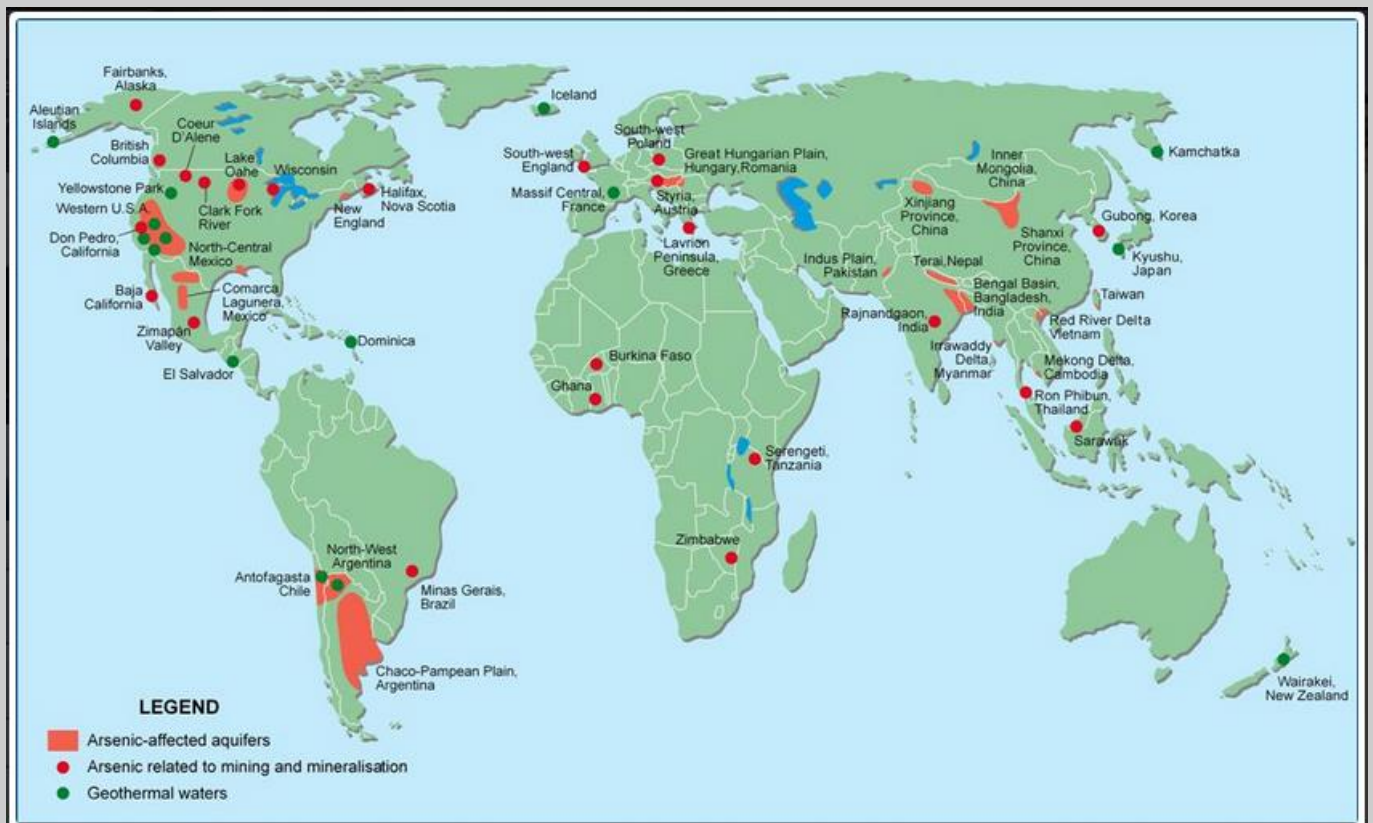 Fairbanks,
Alaska
Aleutian
Islands
Coeur
D'Alene
British
Columbia
Lake
Oahe
Wisconsin
Yellowstone Park
Western U.S.A.
Clark Fork
River
New
England
Halifax,
Nova Scotia
Don Pedro,
California
North-Central
Mexico
Baja
California
Comarca
Lagunera,
Mexico
Zimapán
Valley
El Salvador
Dominica
Iceland
South-west
Poland
South-west
England
Great Hungarian Plain,
Hungary,Romania
Massif Central,
France
Styria,
Austria
Lavrion
Peninsula,
Greece
Inner
Mongolia,
China
Kamchatka
Xinjiang
Province,
China
Gubong, Korea
Shanxi
Province,
China
Kyushu,
Japan
Indus Plain,
Pakistan
Terai,Nepal
Bengal Basin,
Bangladesh,
India
Taiwan
Rajnandgaon,
India
Red River Delta
Vietnam
Irrawaddy
Delta,
Myanmar
Mekong Delta,
Cambodia
Ron Phibun,
Thailand
Sarawak
Burkina Faso
Ghana
Serengeti,
Tanzania
Zimbabwe
North-West
Argentina
Antofagasta
Chile
Minas Gerais,
Brazil
Chaco-Pampean Plain,
Argentina
Wairakei,
New Zealand
LEGEND
Arsenic-affected aquifers
Arsenic related to mining and mineralisation
Geothermal waters